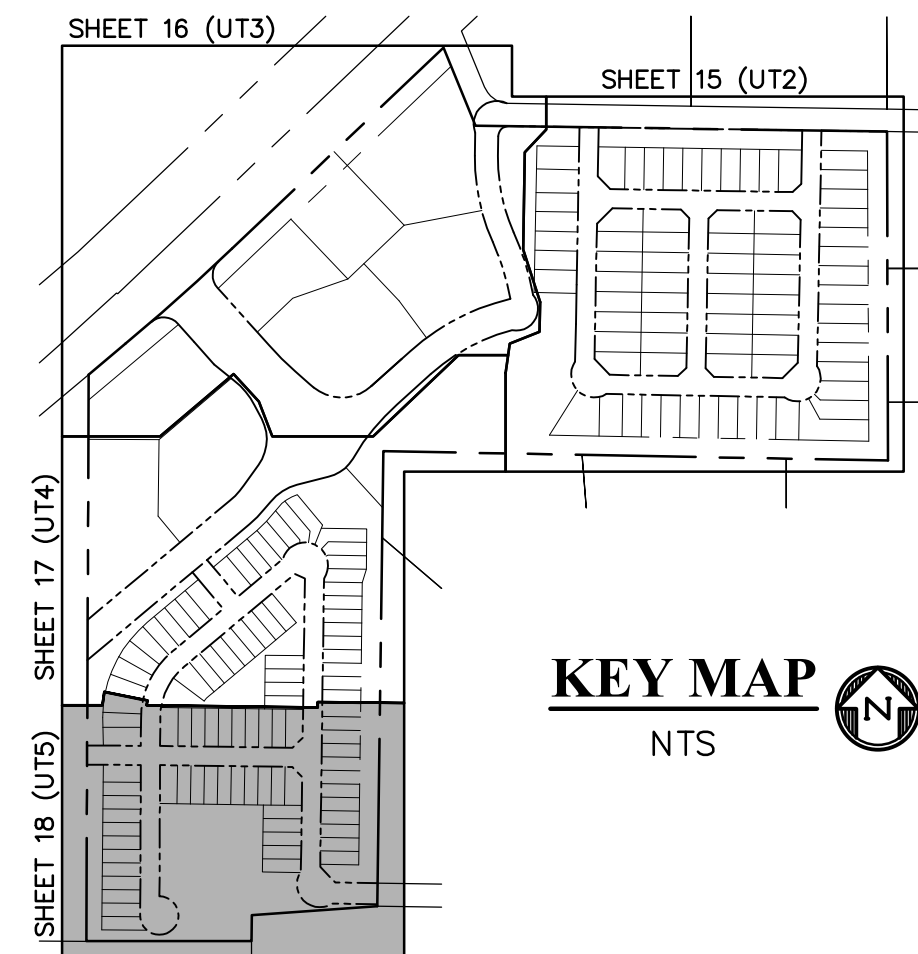 SHEET 16 (UT3)
SHEET 15 (UT2)
SHEET 17 (UT4)
KEY MAP
N
NTS
SHEET 18 (UT5)